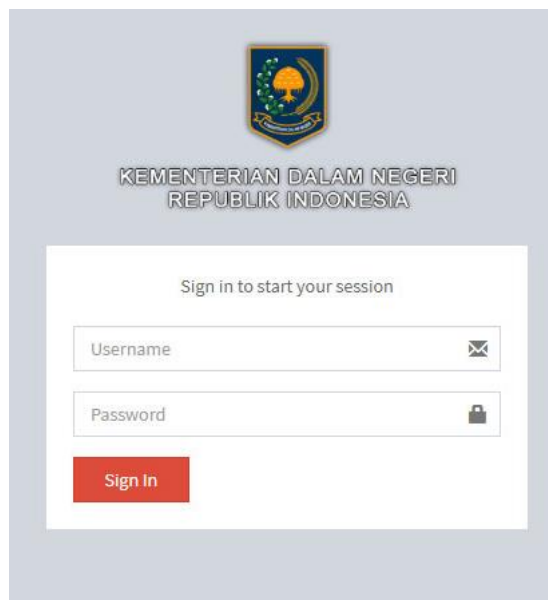 KEMENTERIAN DALAM NEGERI
REPUBLIK INDONESIA
Sign in to start your session
Username
Password
Sign In